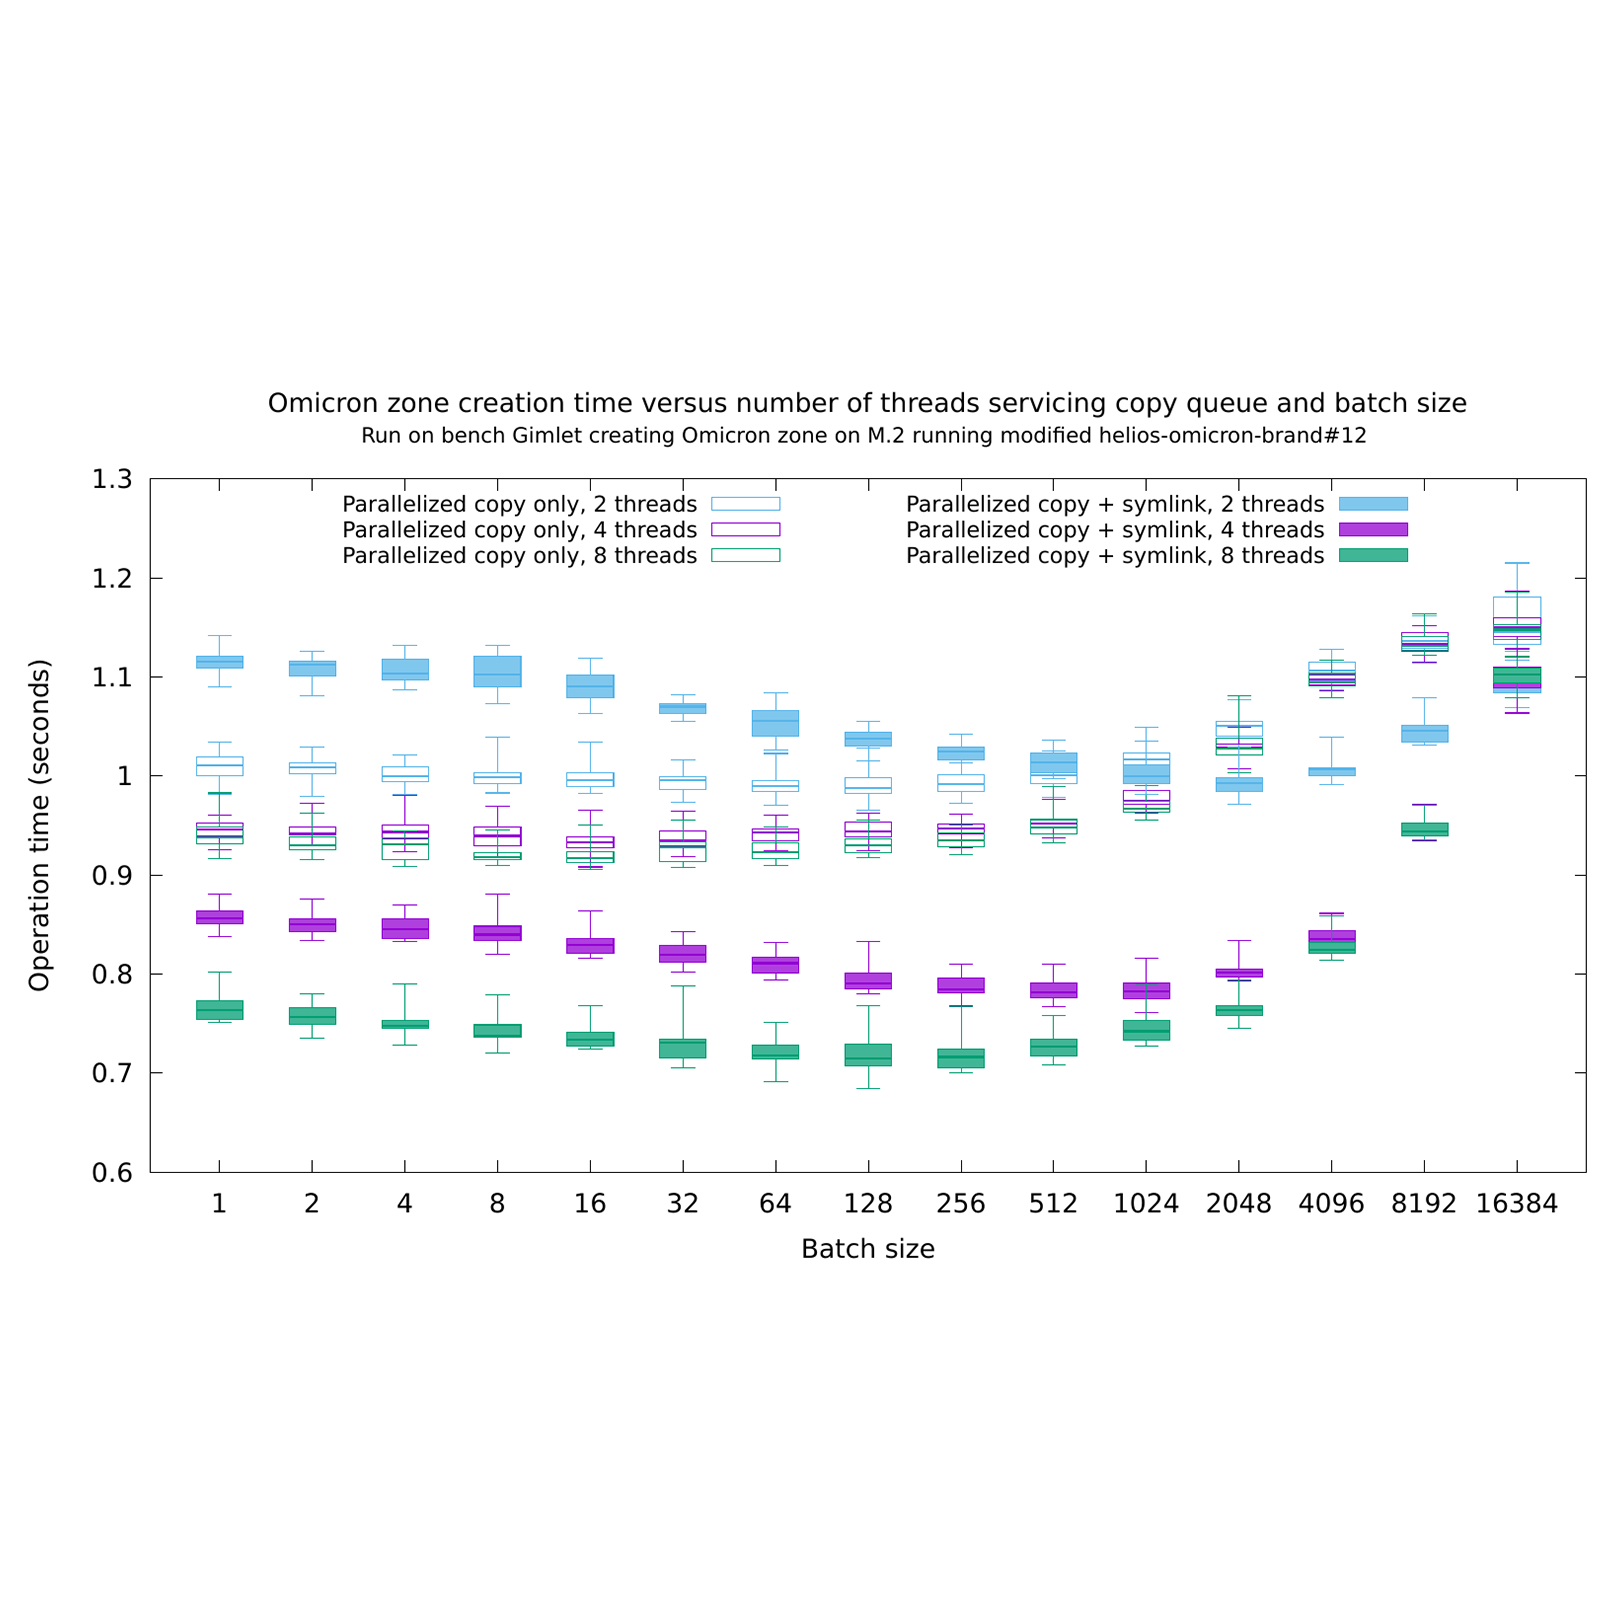 Omicron zone creation time versus number of threads servicing copy queue and batch size
Run on bench Gimlet creating Omicron zone on M.2 running modified helios-omicron-brand#12
Parallelized copy only, 2 threads
Parallelized copy only, 4 threads
Parallelized copy only, 8 threads
Parallelized copy + symlink, 2 threads
Parallelized copy + symlink, 4 threads
Parallelized copy + symlink, 8 threads
Operation time (seconds)
1.3
1.2
1.1
1
0.9
0.8
0.7
0.6
1 2 4 8 16 32 64 128 256 512 1024 2048 4096 8192 16384
Batch size